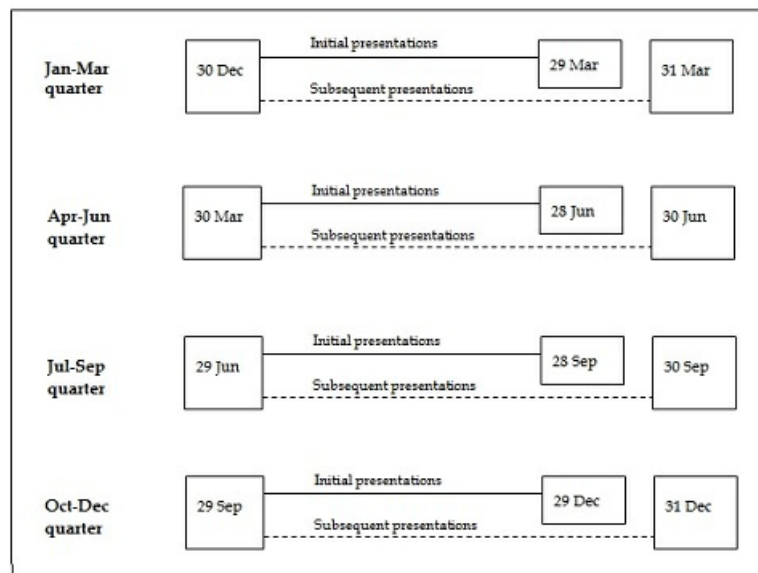 Initial presentations
Jan-Mar
quarter
30 Dec
29 Mar
31 Mar
Subsequent presentations
Initial presentations
Apr-Jun
quarter
30 Mar
28 Jun
30 Jun
Subsequent presentations
Initial presentations
Jul-Sep
quarter
29 Jun
28 Sep
30 Sep
Subsequent presentations
Initial presentations
Oct-Dec
quarter
29 Sep
29 Dec
31 Dec
Subsequent presentations